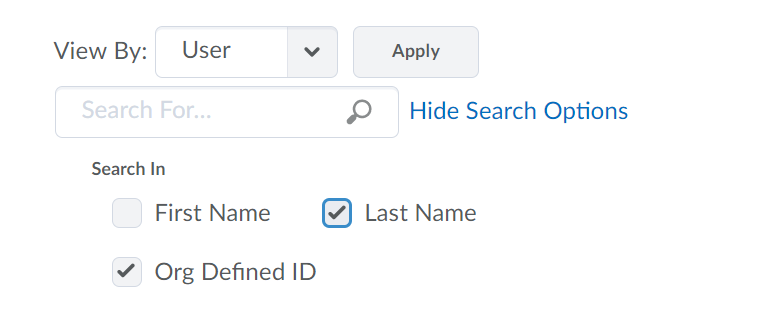 View By: User Apply
Search For... Hide Search Options
Search In
First Name Last Name
Org Defined ID